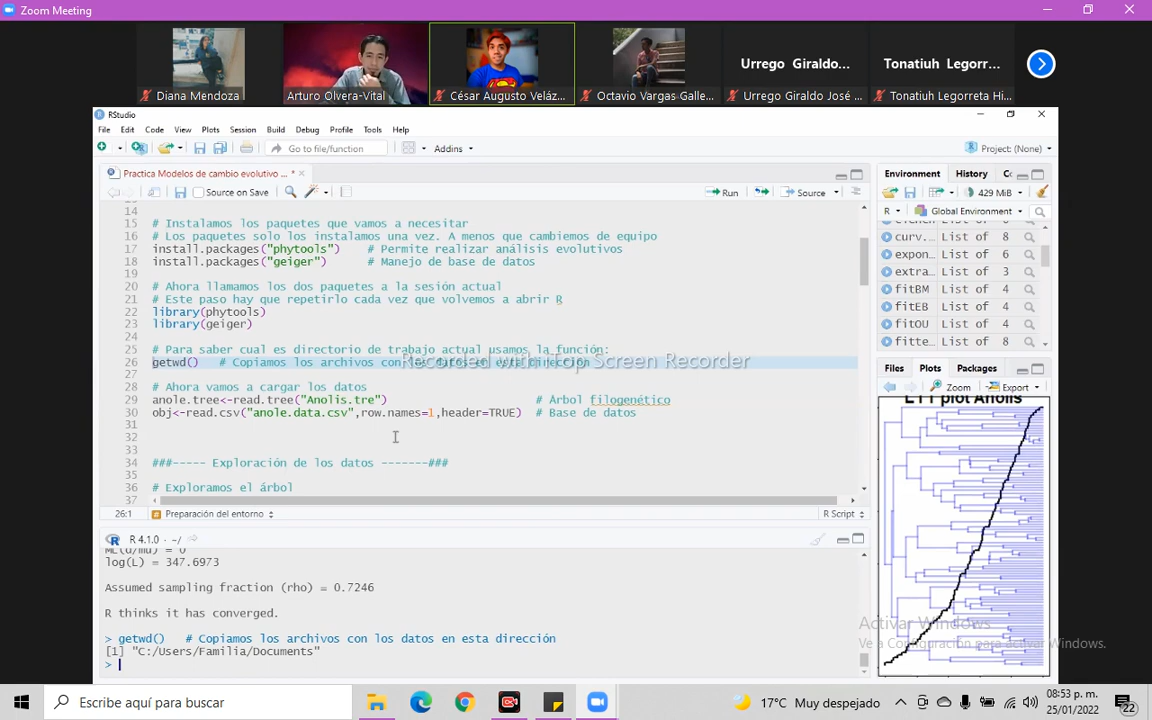 Zoom Meeting
Diana Mendoza
Arturo Olvera-Vital
César Augusto Veláz...
Octavio Vargas-Galle...
Urrego Giraldo...
Urrego Giraldo José ...
Tonatiuh Legorr...
Tonatiuh Legorreta Hi...
RStudio
File Edit Code View Plots Session Build Debug Profile Tools Help
Go to file/function
Addins
Project: (None)
Practica Modelos de cambio evolutivo ... *
Source on Save
Run
Source
14
15 # Instalamos los paquetes que vamos a necesitar
16 # Los paquetes solo los instalamos una vez. A menos que cambiemos de equipo
17 install.packages("phytools") # Permite realizar análisis evolutivos
18 install.packages("geiger") # Manejo de base de datos
19
20 # Ahora llamamos los dos paquetes a la sesión actual
21 # Este paso hay que repetirlo cada vez que volvemos a abrir R
22 library(phytools)
23 library(geiger)
24
25 # Para saber cual es directorio de trabajo actual usamos la función:
26 getwd() # Copiamos los archivos con los datos en esta dirección
Recorded with iTop Screen Recorder
27
28 # Ahora vamos a cargar los datos
29 anole.tree<-read.tree("Anolis.tre") # Árbol filogenético
30 obj<-read.csv("anole.data.csv",row.names=1,header=TRUE) # Base de datos
31
32
33
34 ###----- Exploración de los datos -------###
35
36 # Exploramos el árbol
37
26:1 Preparación del entorno R Script
R 4.1.0 · ~/
log(L) = 347.6973
Assumed sampling fraction (rho) = 0.7246
R thinks it has converged.
> getwd() # Copiamos los archivos con los datos en esta dirección
[1] "C:/Users/Familia/Documents"
>
Environment History
429 MiB
R Global Environment
curv... List of 8
expon List of 6
extra List of 3
fitBM List of 4
fitEB List of 4
fitOU List of 4
fitte List of 8
Files Plots Packages
Zoom Export
LTT plot Anolis
Activar Windows
Ve a Configuración para activar Windows.
Escribe aquí para buscar
17°C Muy despejado
08:53 p. m.
25/01/2022
22